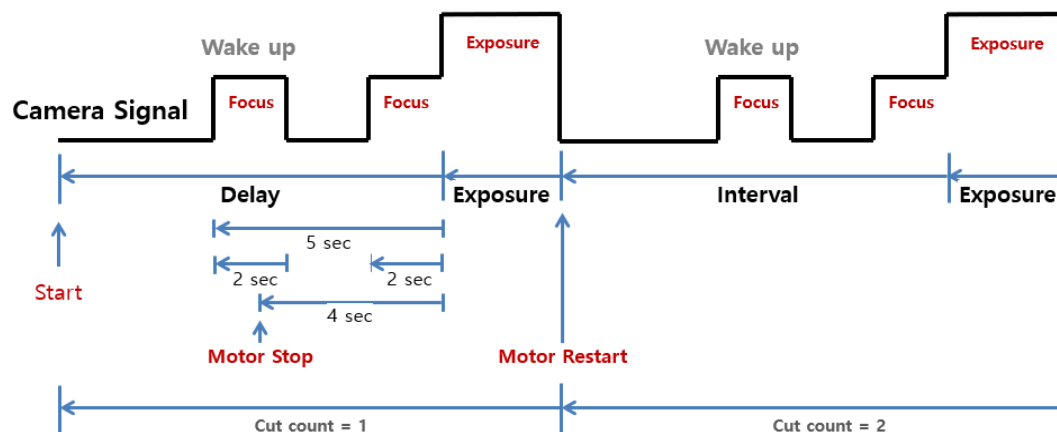 Wake up
Exposure
Wake up
Exposure
Camera Signal
Focus
Focus
Focus
Focus
Delay
Exposure
Interval
Exposure
5 sec
2 sec
2 sec
Start
4 sec
Motor Stop
Motor Restart
Cut count = 1
Cut count = 2